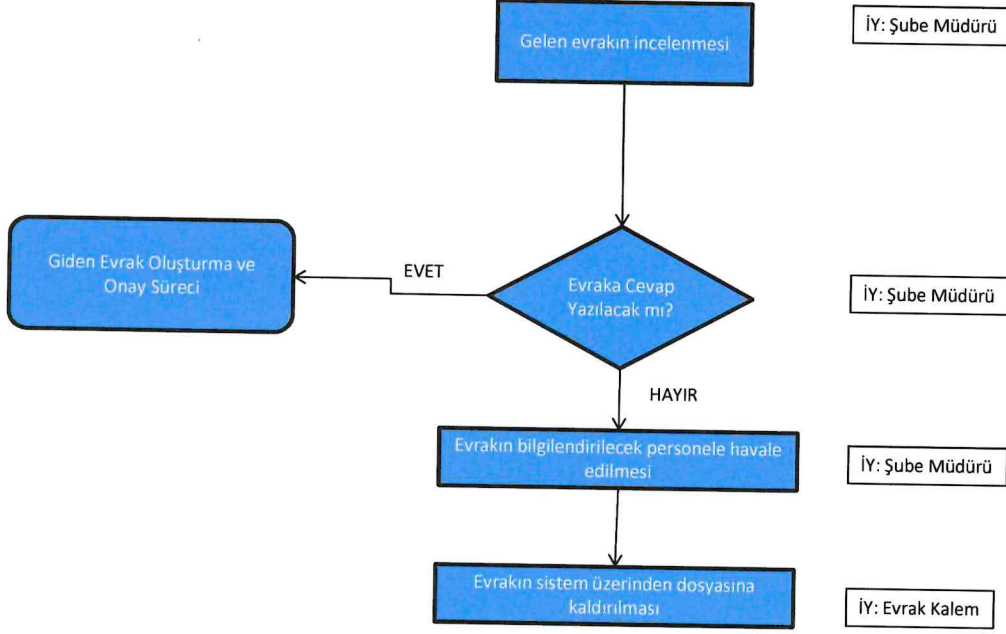 Gelen evrakın incelenmesi
İY: Şube Müdürü
Giden Evrak Oluşturma ve
Onay Süreci
EVET
Evraka Cevap
Yazılacak mı?
İY: Şube Müdürü
HAYIR
Evrakın bilgilendirilecek personele havale
edilmesi
İY: Şube Müdürü
Evrakın sistem üzerinden dosyasına
kaldırılması
İY: Evrak Kalem